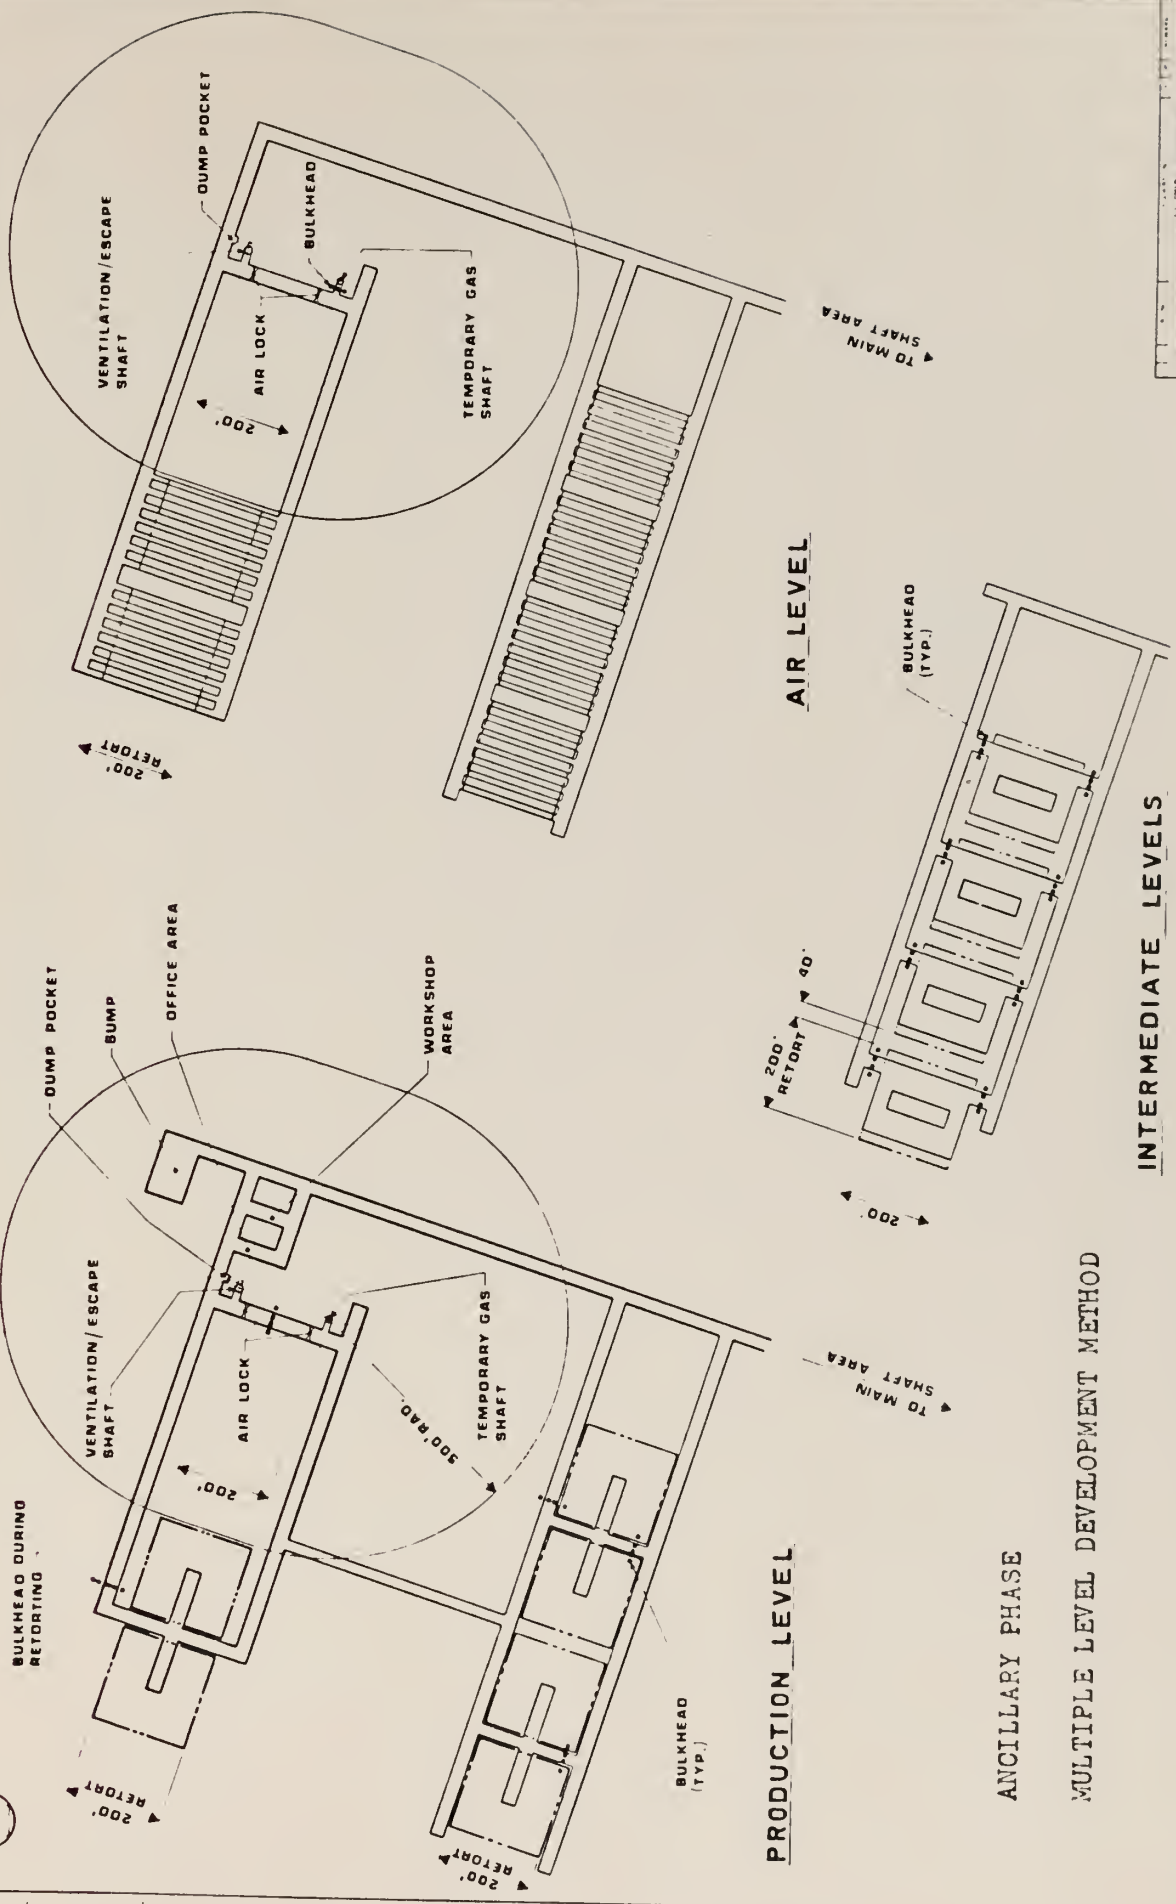 BULKHEAD DURING
RETORTING
VENTILATION/ESCAPE
SHAFT
DUMP POCKET
BUMP
OFFICE AREA
WORKSHOP
AREA
AIR LOCK
200'
TEMPORARY GAS
SHAFT
300' RAD.
200'
RETORT
200'
RETORT
BULKHEAD
(TYP.)
TO MAIN
SHAFT AREA
PRODUCTION LEVEL
VENTILATION/ESCAPE
SHAFT
DUMP POCKET
BULKHEAD
AIR LOCK
200'
TEMPORARY GAS
SHAFT
200'
RETORT
TO MAIN
SHAFT AREA
AIR LEVEL
BULKHEAD
(TYP.)
200'
RETORT
40'
200'
INTERMEDIATE LEVELS
ANCILLARY PHASE
MULTIPLE LEVEL DEVELOPMENT METHOD